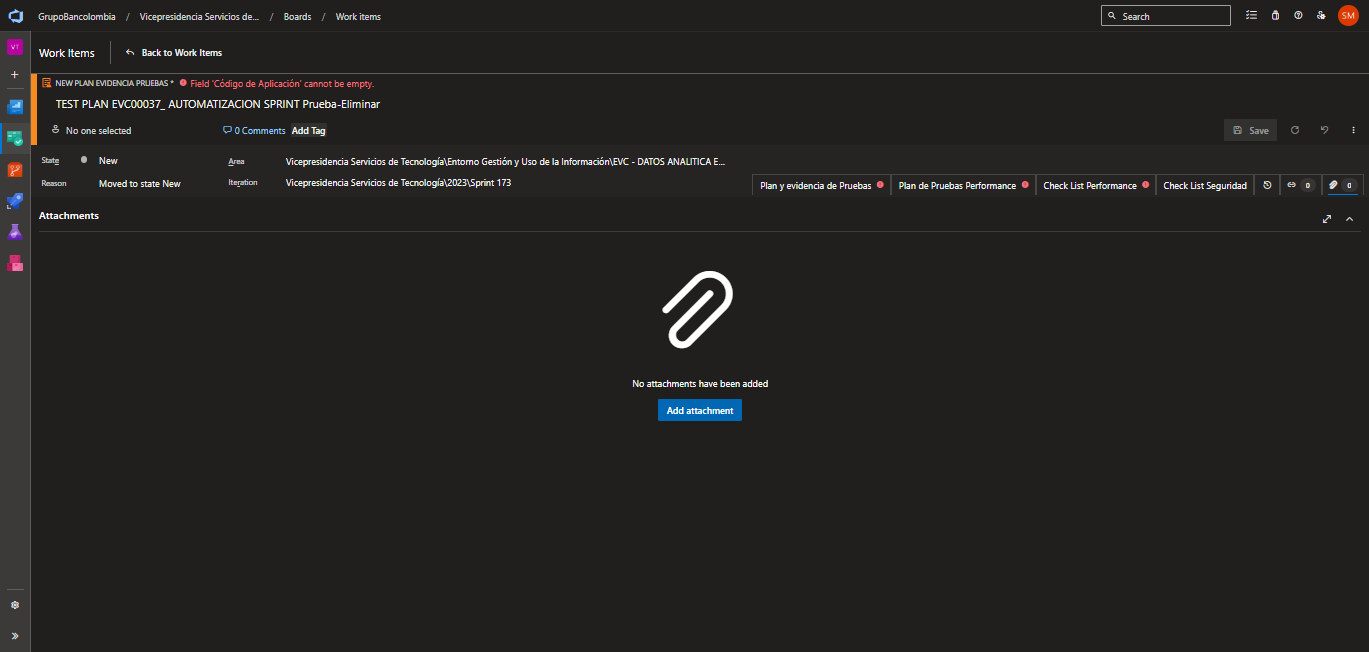 GrupoBancolombia / Vicepresidencia Servicios de... / Boards / Work items
Search
SM
VT
Work Items
Back to Work Items
NEW PLAN EVIDENCIA PRUEBAS * Field 'Código de Aplicación' cannot be empty.
TEST PLAN EVC00037_ AUTOMATIZACION SPRINT Prueba-Eliminar
No one selected
0 Comments
Add Tag
Save
State New
Area Vicepresidencia Servicios de Tecnología\Entorno Gestión y Uso de la Información\EVC - DATOS ANALITICA E...
Reason Moved to state New
Iteration Vicepresidencia Servicios de Tecnología\2023\Sprint 173
Plan y evidencia de Pruebas
Plan de Pruebas Performance
Check List Performance
Check List Seguridad
0
0
Attachments
No attachments have been added
Add attachment